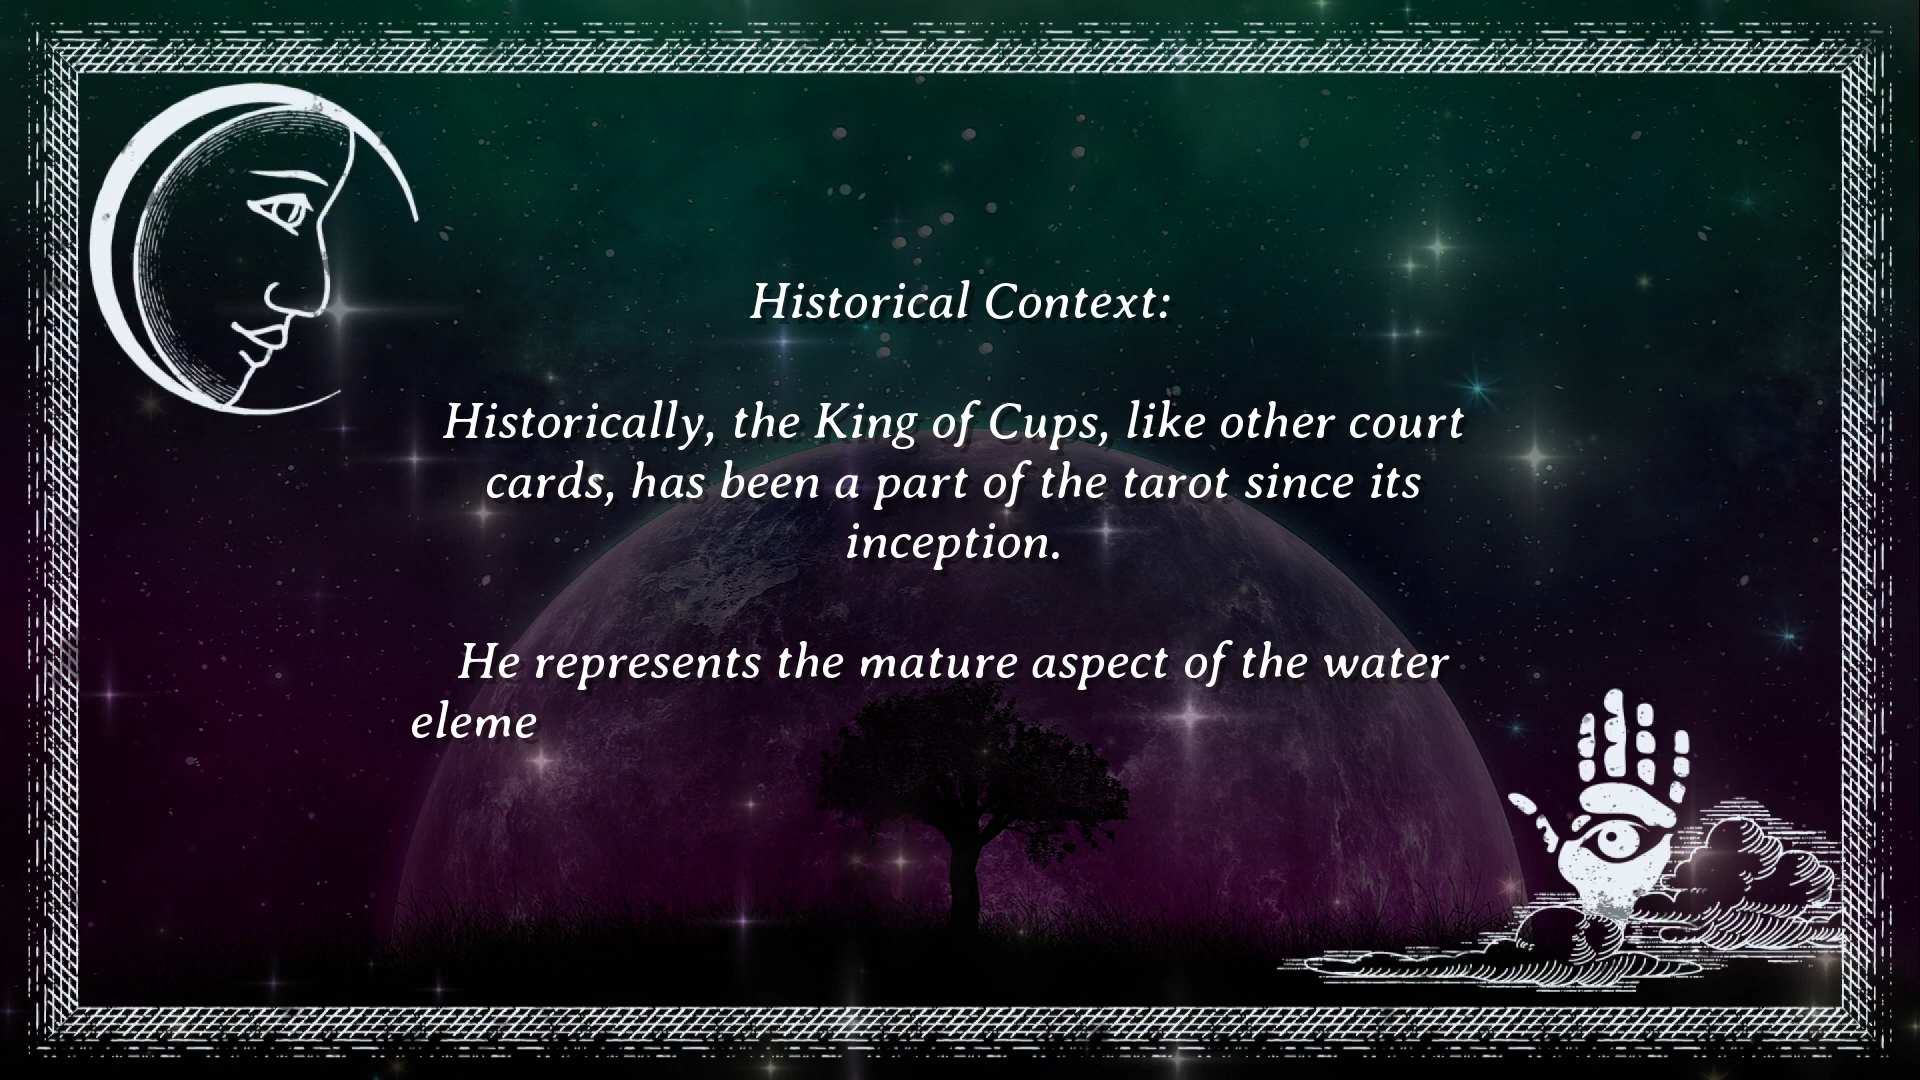 Historical Context:
Historically, the King of Cups, like other court
cards, has been a part of the tarot since its
inception.
He represents the mature aspect of the water
eleme